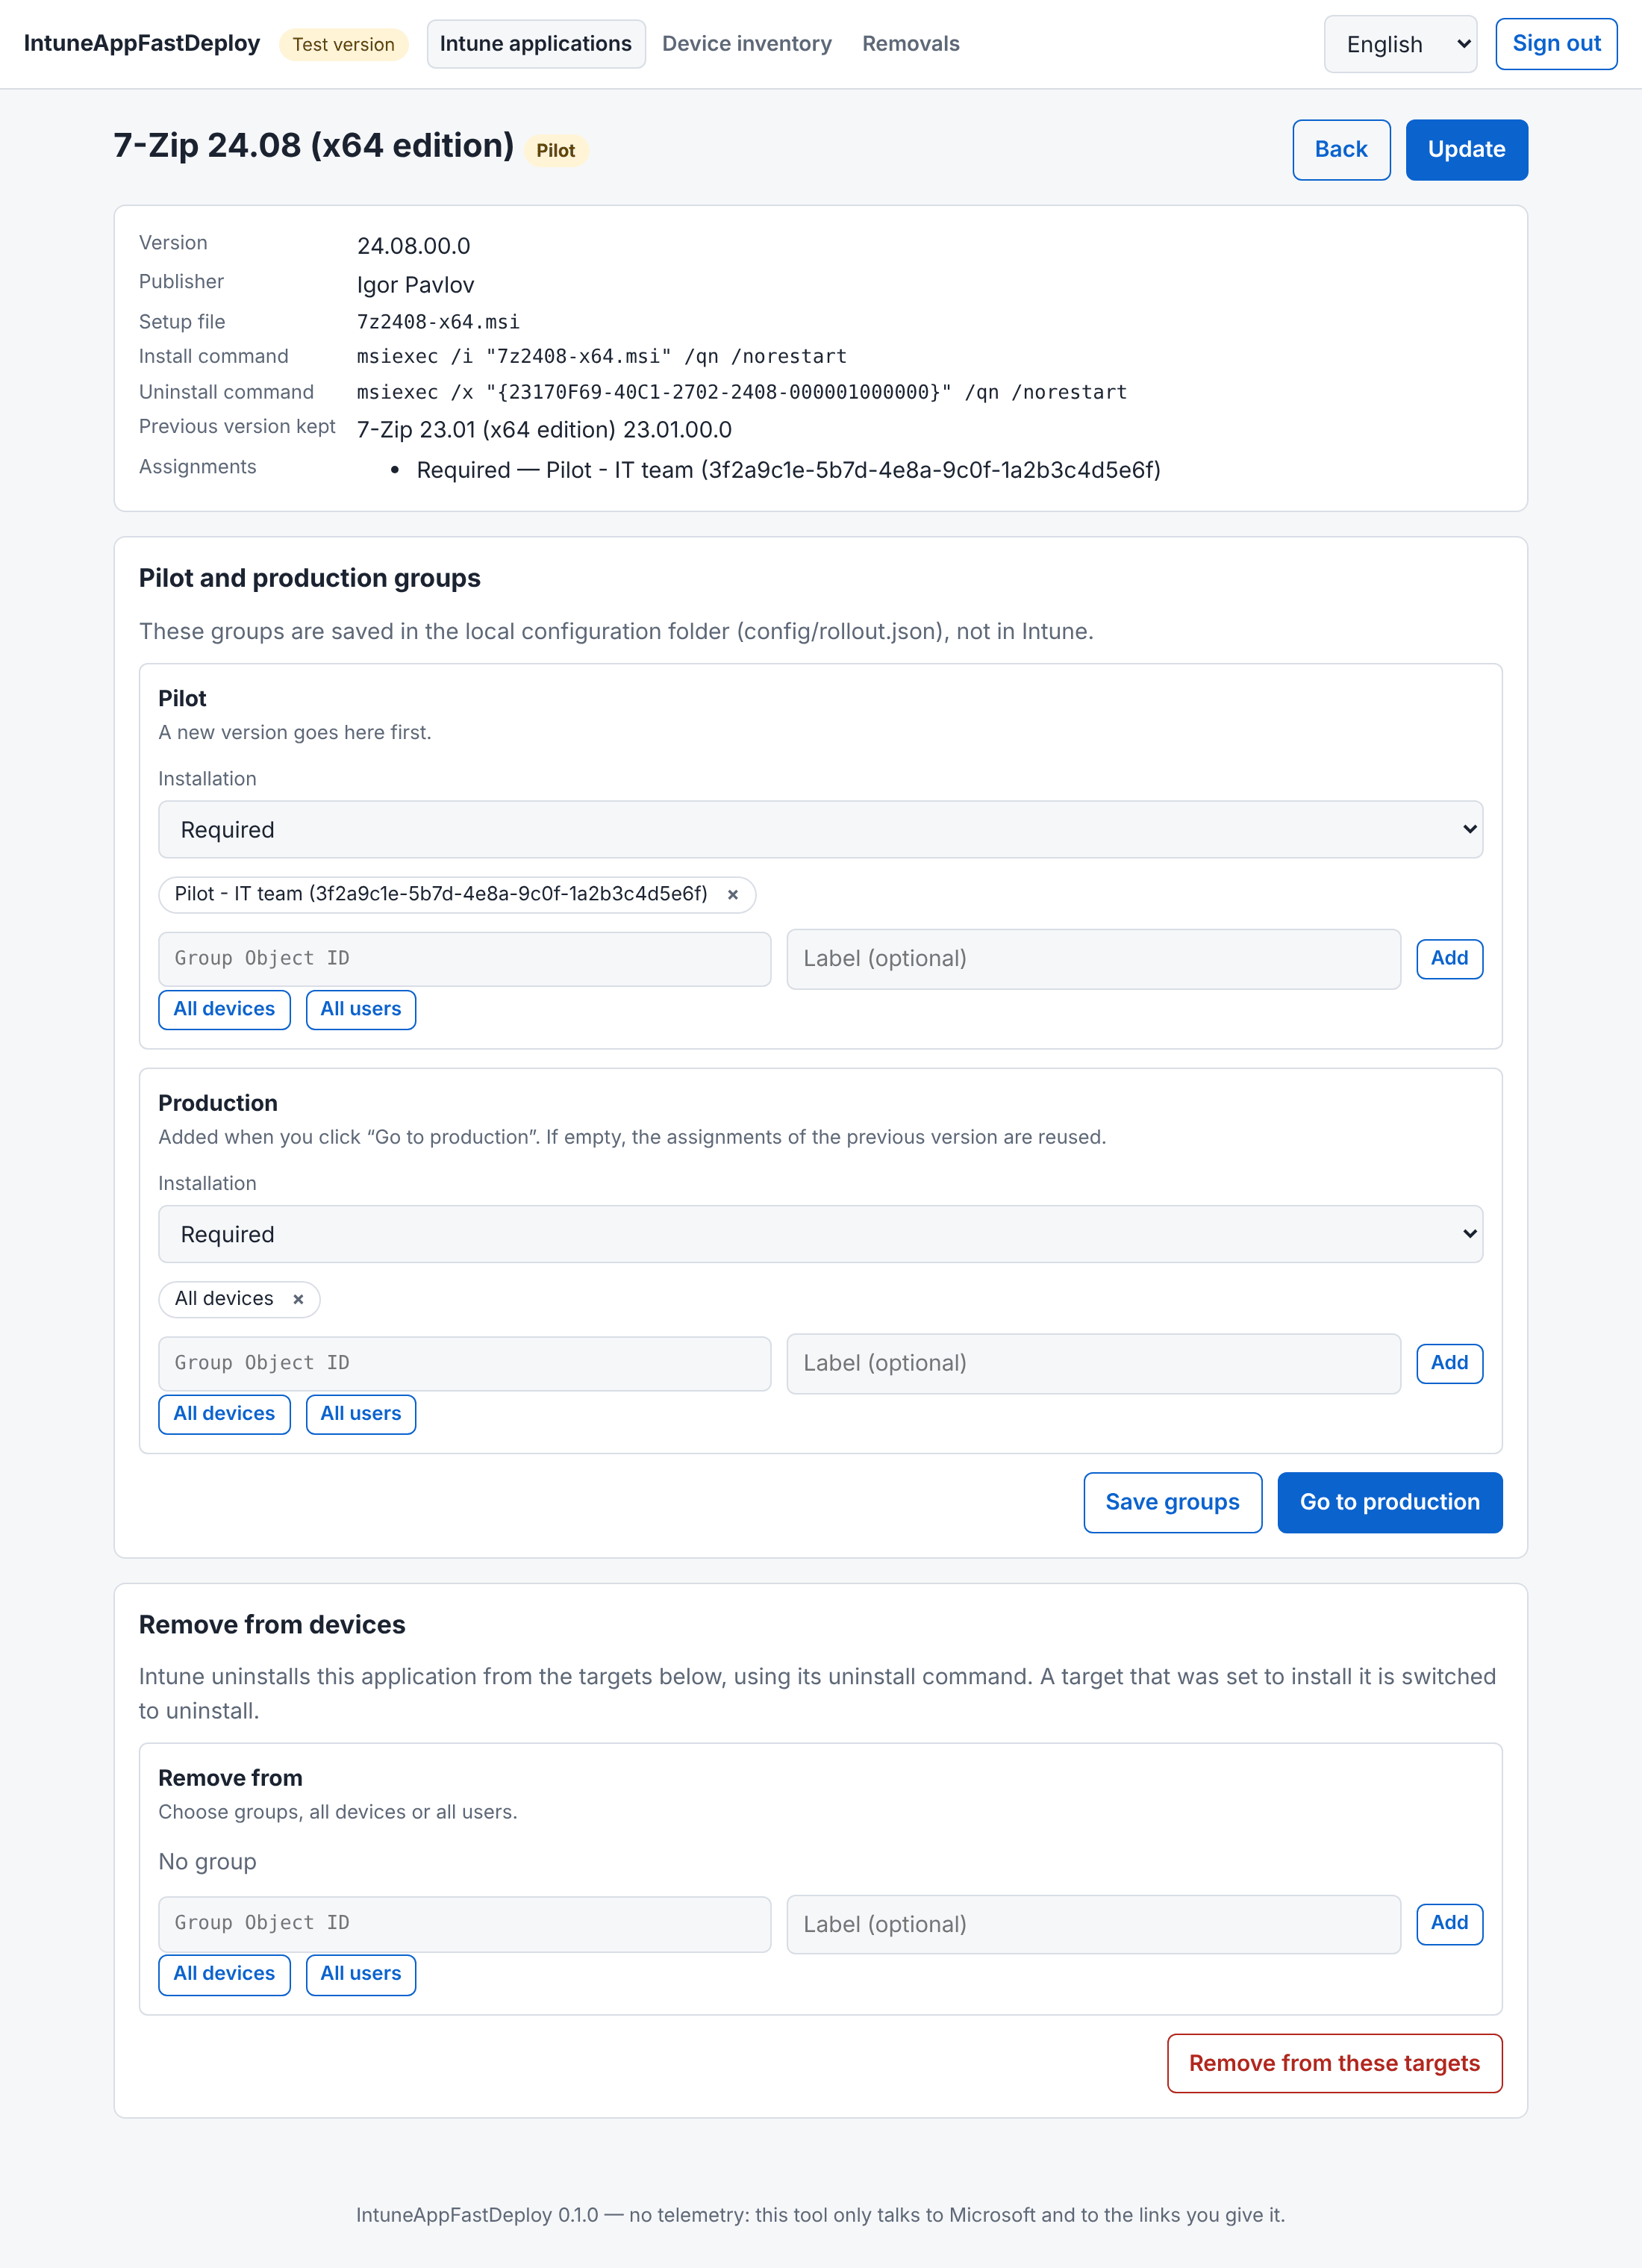 IntuneAppFastDeploy Test version Intune applications Device inventory Removals English Sign out
7-Zip 24.08 (x64 edition) Pilot Back Update
Version 24.08.00.0
Publisher Igor Pavlov
Setup file 7z2408-x64.msi
Install command msiexec /i "7z2408-x64.msi" /qn /norestart
Uninstall command msiexec /x "{23170F69-40C1-2702-2408-000001000000}" /qn /norestart
Previous version kept 7-Zip 23.01 (x64 edition) 23.01.00.0
Assignments • Required — Pilot - IT team (3f2a9c1e-5b7d-4e8a-9c0f-1a2b3c4d5e6f)
Pilot and production groups
These groups are saved in the local configuration folder (config/rollout.json), not in Intune.
Pilot
A new version goes here first.
Installation
Required
Pilot - IT team (3f2a9c1e-5b7d-4e8a-9c0f-1a2b3c4d5e6f) ×
Group Object ID Label (optional) Add
All devices All users
Production
Added when you click “Go to production”. If empty, the assignments of the previous version are reused.
Installation
Required
All devices ×
Group Object ID Label (optional) Add
All devices All users
Save groups Go to production
Remove from devices
Intune uninstalls this application from the targets below, using its uninstall command. A target that was set to install it is switched
to uninstall.
Remove from
Choose groups, all devices or all users.
No group
Group Object ID Label (optional) Add
All devices All users
Remove from these targets
IntuneAppFastDeploy 0.1.0 — no telemetry: this tool only talks to Microsoft and to the links you give it.